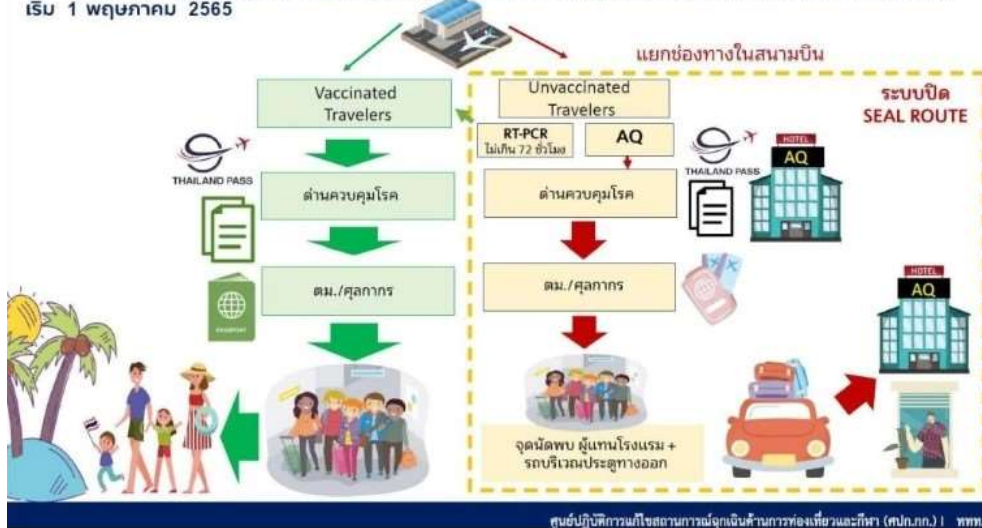 เริ่ม 1 พฤษภาคม 2565
แยกช่องทางในสนามบิน
Vaccinated
Travelers
Unvaccinated
Travelers
ระบบปิด
SEAL ROUTE
RT-PCR
ไม่เกิน 72 ชั่วโมง
AQ
THAILAND PASS
THAILAND PASS
HOTEL
AQ
ด่านควบคุมโรค
ด่านควบคุมโรค
ตม./ศุลกากร
ตม./ศุลกากร
PASSPORT
HOTEL
AQ
จุดนัดพบ ผู้แทนโรงแรม +
รถบริเวณประตูทางออก
ศูนย์ปฏิบัติการแก้ไขสถานการณ์ฉุกเฉินด้านการท่องเที่ยวและกีฬา (ศปก.กก.) | ททท